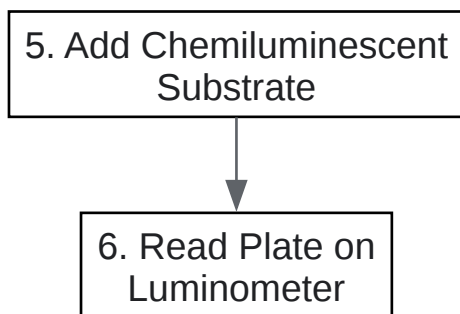 5. Add Chemiluminescent
Substrate
6. Read Plate on
Luminometer